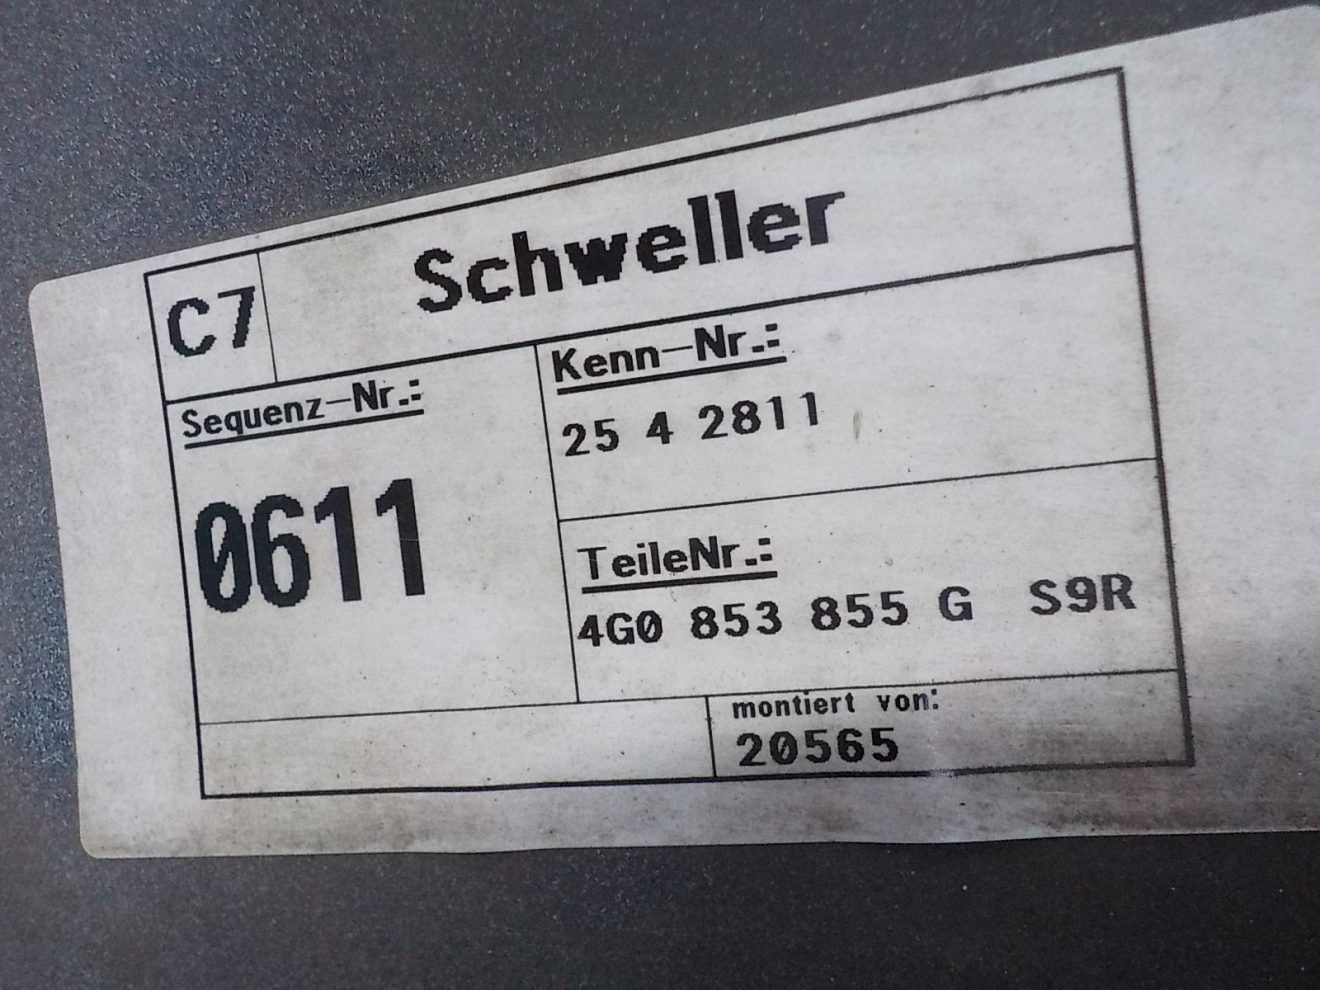 C7
Schweller
Sequenz-Nr.:
0611
Kenn-Nr.:
25 4 2811
TeileNr.:
4G0 853 855 G S9R
montiert von:
20565